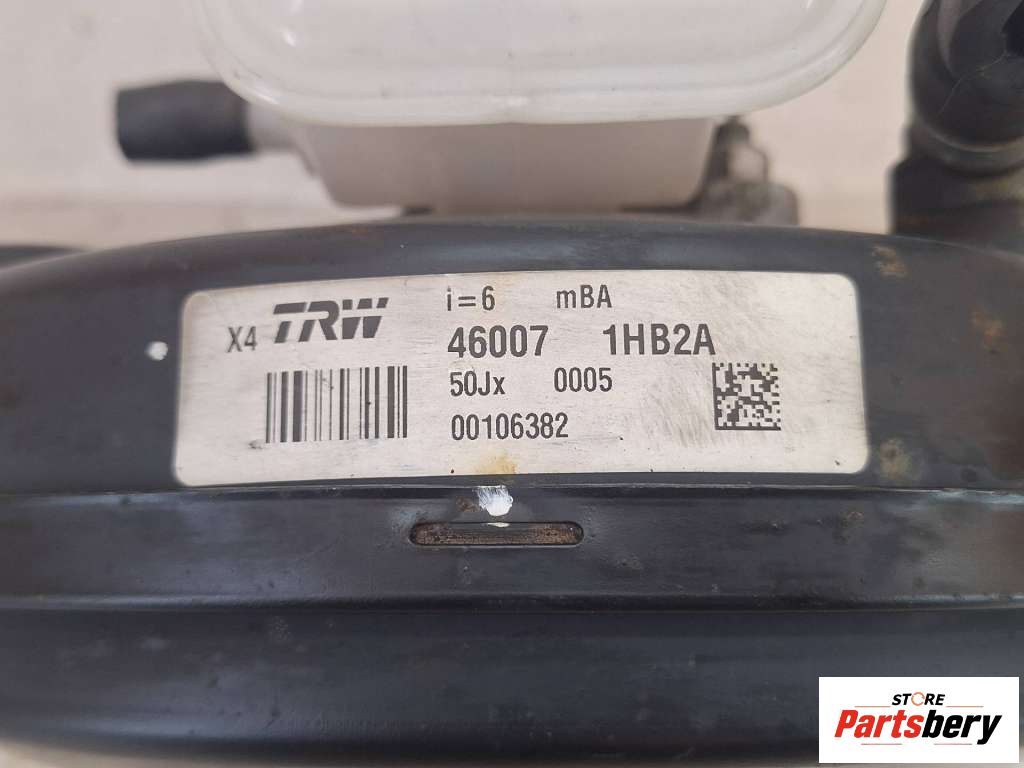 X4 TRW i=6 mBA
46007 1HB2A
50Jx 0005
00106382
STORE
Partsbery